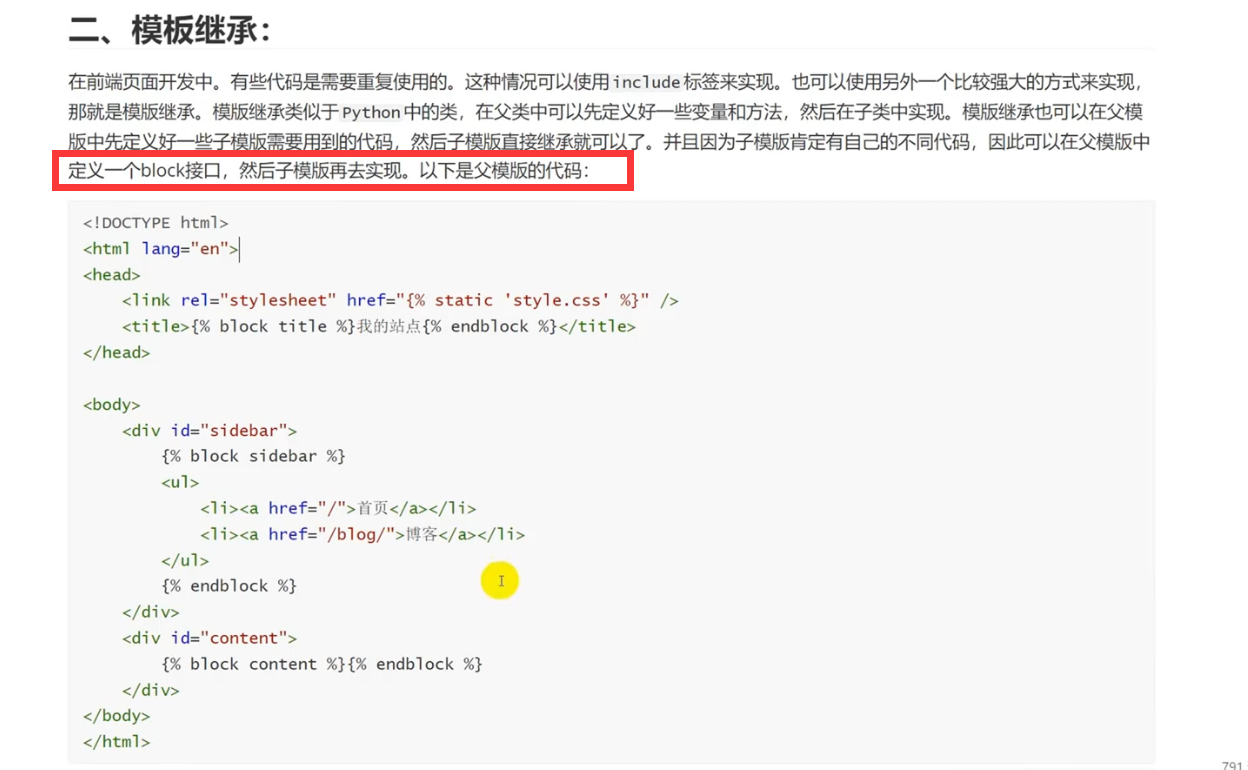 二、模板继承：
在前端页面开发中。有些代码是需要重复使用的。这种情况可以使用include标签来实现。也可以使用另外一个比较强大的方式来实现，
那就是模版继承。模版继承类似于Python中的类，在父类中可以先定义好一些变量和方法，然后在子类中实现。模版继承也可以在父模
版中先定义好一些子模版需要用到的代码，然后子模版直接继承就可以了。并且因为子模版肯定有自己的不同代码，因此可以在父模版中
定义一个block接口，然后子模版再去实现。以下是父模版的代码：
<!DOCTYPE html>
<html lang="en">
<head>
    <link rel="stylesheet" href="{% static 'style.css' %}" />
    <title>{% block title %}我的站点{% endblock %}</title>
</head>
<body>
    <div id="sidebar">
        {% block sidebar %}
        <ul>
            <li><a href="/">首页</a></li>
            <li><a href="/blog/">博客</a></li>
        </ul>
        {% endblock %}
    </div>
    <div id="content">
        {% block content %}{% endblock %}
    </div>
</body>
</html>
791